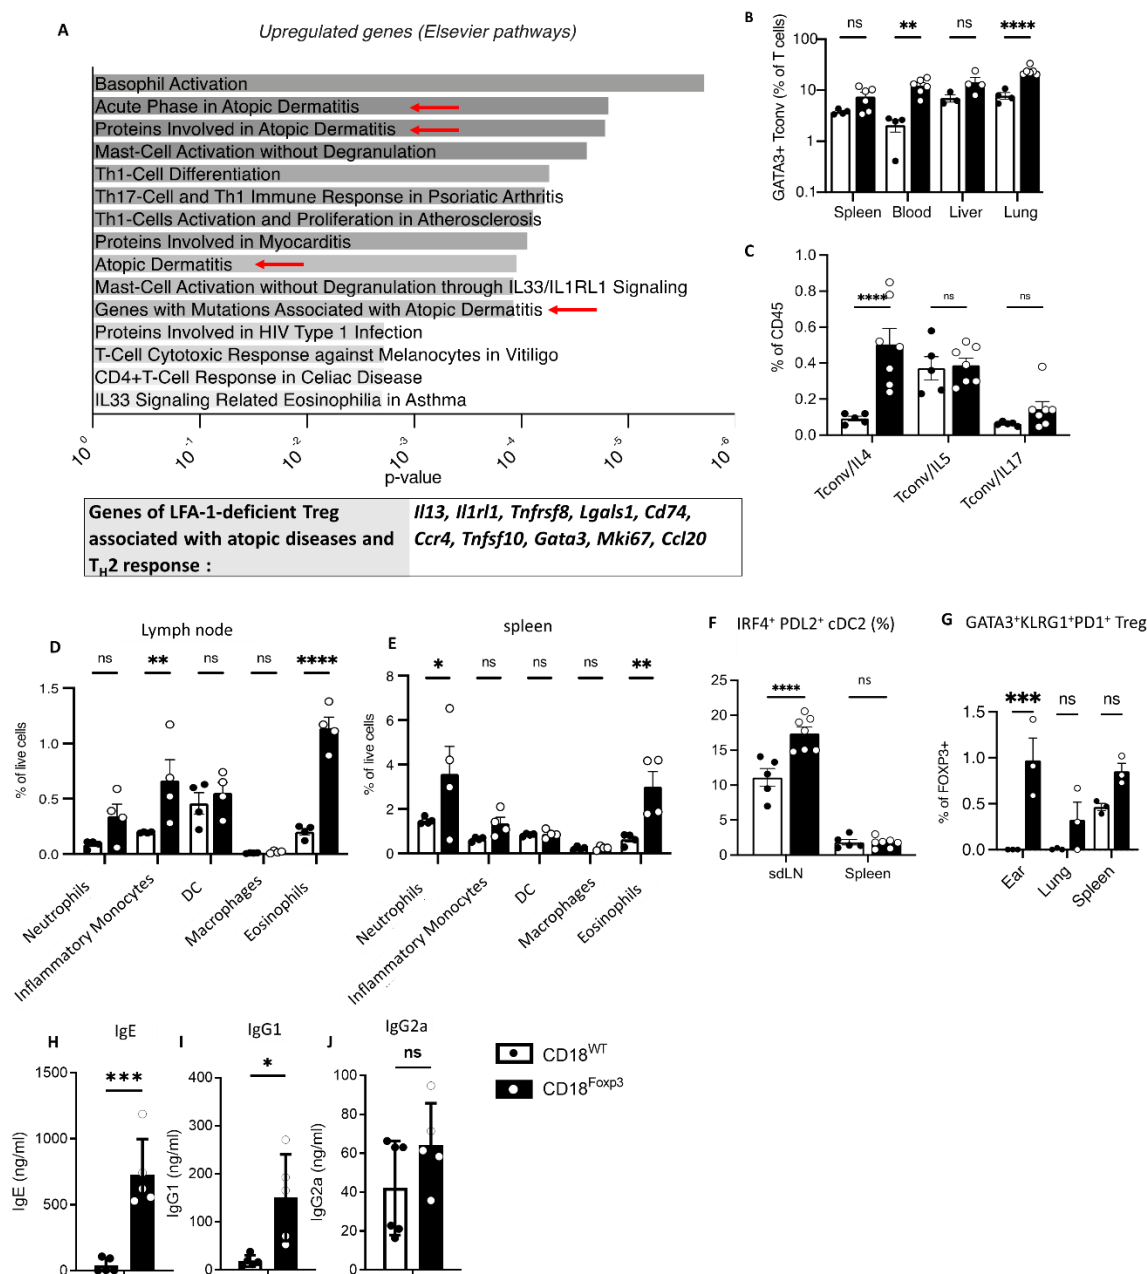 A
Upregulated genes (Elsevier pathways)
Basophil Activation
Acute Phase in Atopic Dermatitis
Proteins Involved in Atopic Dermatitis
Mast-Cell Activation without Degranulation
Th1-Cell Differentiation
Th17-Cell and Th1 Immune Response in Psoriatic Arthritis
Th1-Cells Activation and Proliferation in Atherosclerosis
Proteins Involved in Myocarditis
Atopic Dermatitis
Mast-Cell Activation without Degranulation through IL33/IL1RL1 Signaling
Genes with Mutations Associated with Atopic Dermatitis
Proteins Involved in HIV Type 1 Infection
T-Cell Cytotoxic Response against Melanocytes in Vitiligo
CD4+T-Cell Response in Celiac Disease
IL33 Signaling Related Eosinophilia in Asthma
10^0 10^-1 10^-2 10^-3 10^-4 10^-5 10^-6
p-value
Genes of LFA-1-deficient Treg
associated with atopic diseases and
T_H2 response :
Il13, Il1rl1, Tnfrsf8, Lgals1, Cd74,
Ccr4, Tnfsf10, Gata3, Mki67, Ccl20
B
ns ** ns ****
GATA3+ Tconv (% of T cells)
100
10
1
0.1
Spleen Blood Liver Lung
C
**** ns ns
% of CD45
1.0
0.8
0.6
0.4
0.2
0.0
Tconv/IL4 Tconv/IL5 Tconv/IL17
D
Lymph node
ns ** ns ns ****
% of live cells
1.5
1.0
0.5
0.0
Neutrophils Inflammatory Monocytes DC Macrophages Eosinophils
E
spleen
* ns ns ns **
% of live cells
8
6
4
2
0
Neutrophils Inflammatory Monocytes DC Macrophages Eosinophils
F
IRF4⁺ PDL2⁺ cDC2 (%)
**** ns
25
20
15
10
5
0
sdLN Spleen
G
GATA3⁺KLRG1⁺PD1⁺ Treg
*** ns ns
% of FOXP3+
1.5
1.0
0.5
0.0
Ear Lung Spleen
H
IgE
***
IgE (ng/ml)
1500
1000
500
0
I
IgG1
*
IgG1 (ng/ml)
400
300
200
100
0
J
IgG2a
ns
IgG2a (ng/ml)
100
80
60
40
20
0
CD18^WT
CD18^Foxp3